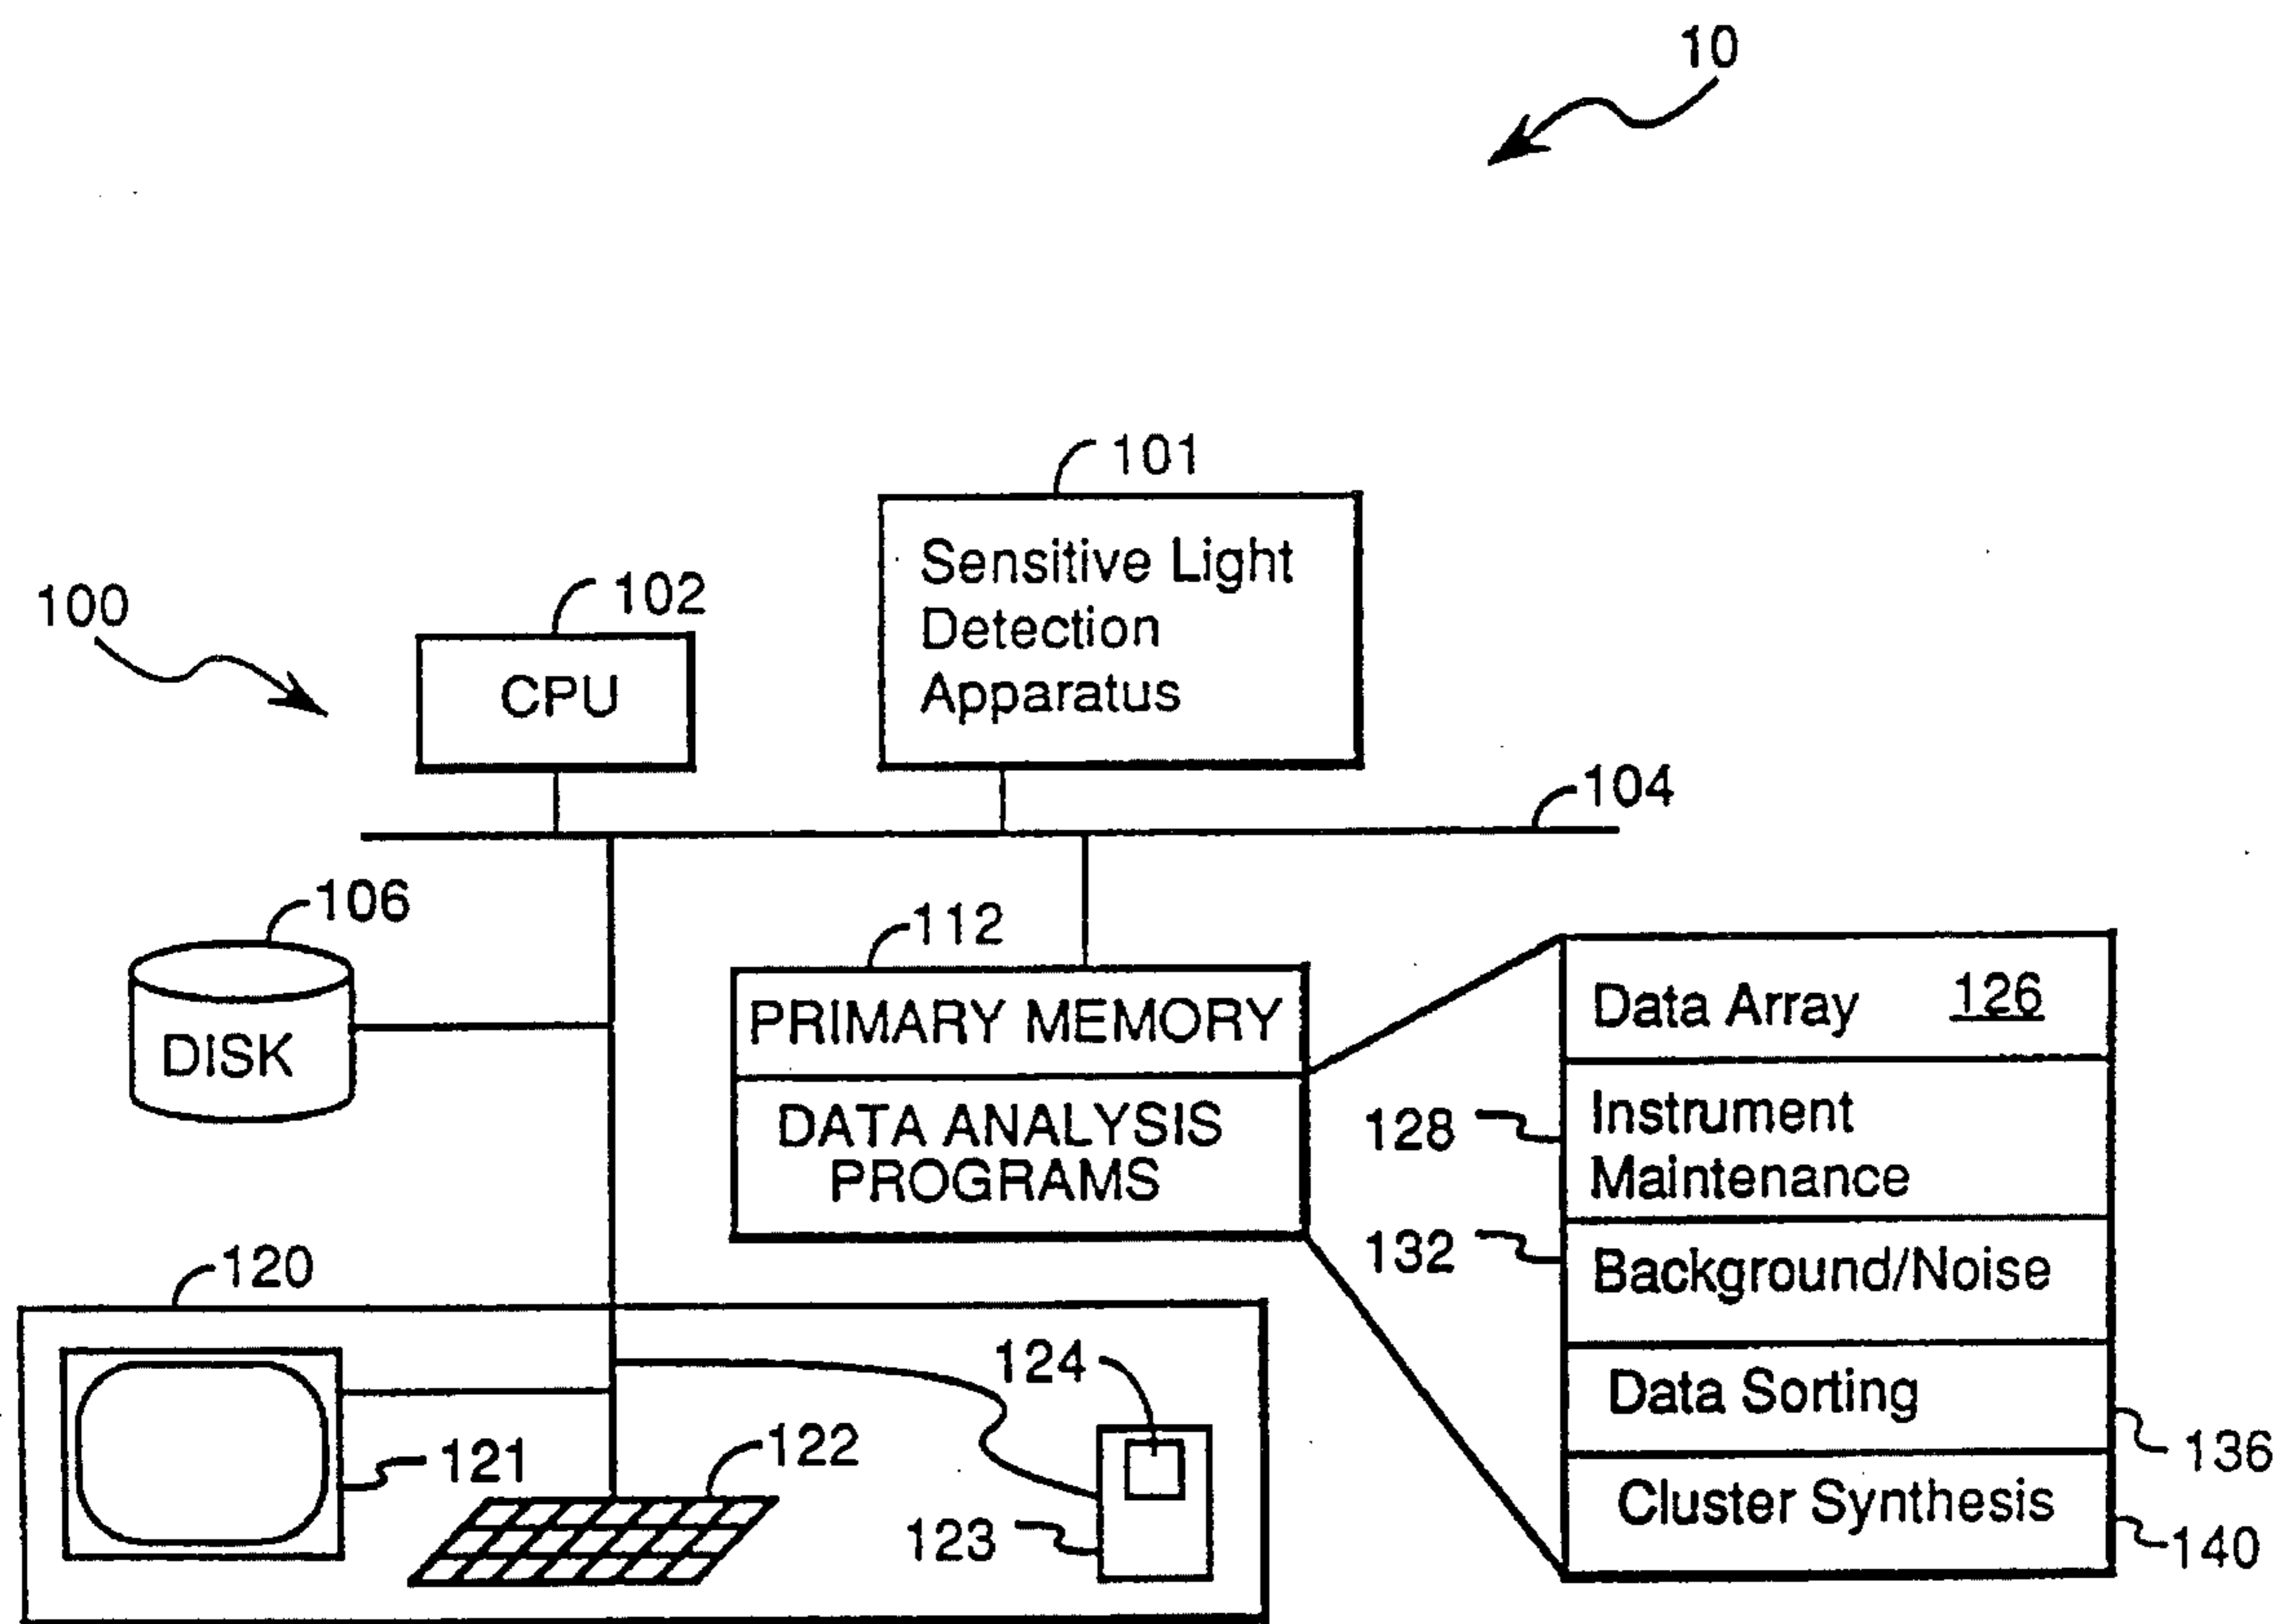 10
101
Sensitive Light
Detection
Apparatus
100
102
CPU
104
106
DISK
112
PRIMARY MEMORY
DATA ANALYSIS
PROGRAMS
Data Array 126
128
Instrument
Maintenance
132
Background/Noise
Data Sorting
136
Cluster Synthesis
140
120
121
122
124
123